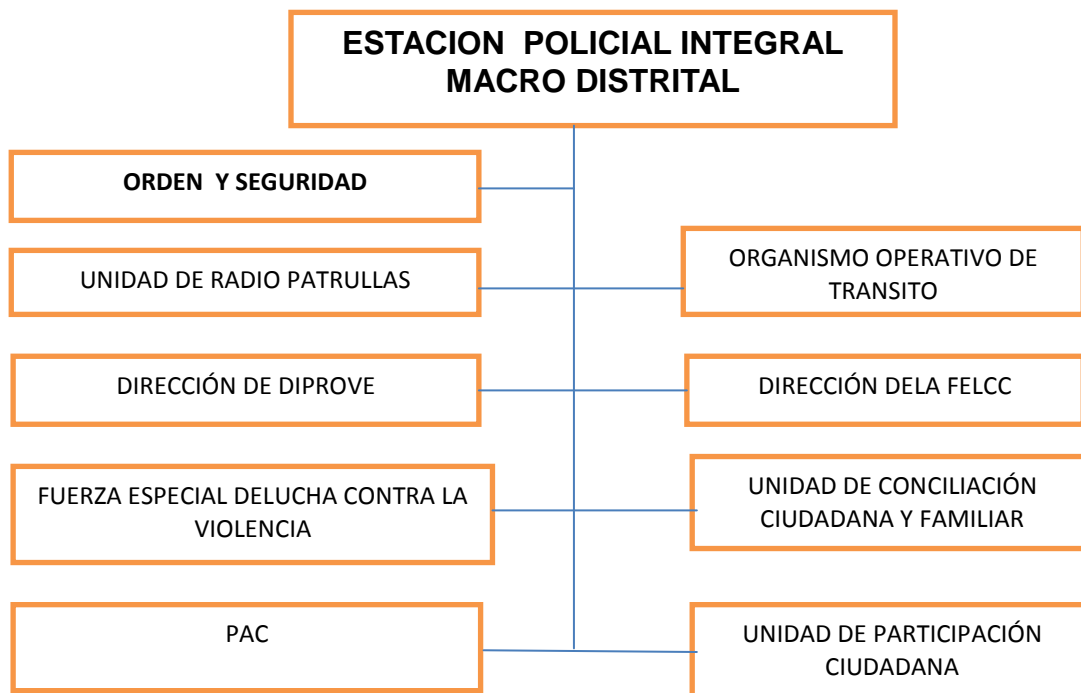 ESTACION POLICIAL INTEGRAL
MACRO DISTRITAL
ORDEN Y SEGURIDAD
UNIDAD DE RADIO PATRULLAS
ORGANISMO OPERATIVO DE
TRANSITO
DIRECCIÓN DE DIPROVE
DIRECCIÓN DELA FELCC
FUERZA ESPECIAL DELUCHA CONTRA LA
VIOLENCIA
UNIDAD DE CONCILIACIÓN
CIUDADANA Y FAMILIAR
PAC
UNIDAD DE PARTICIPACIÓN
CIUDADANA